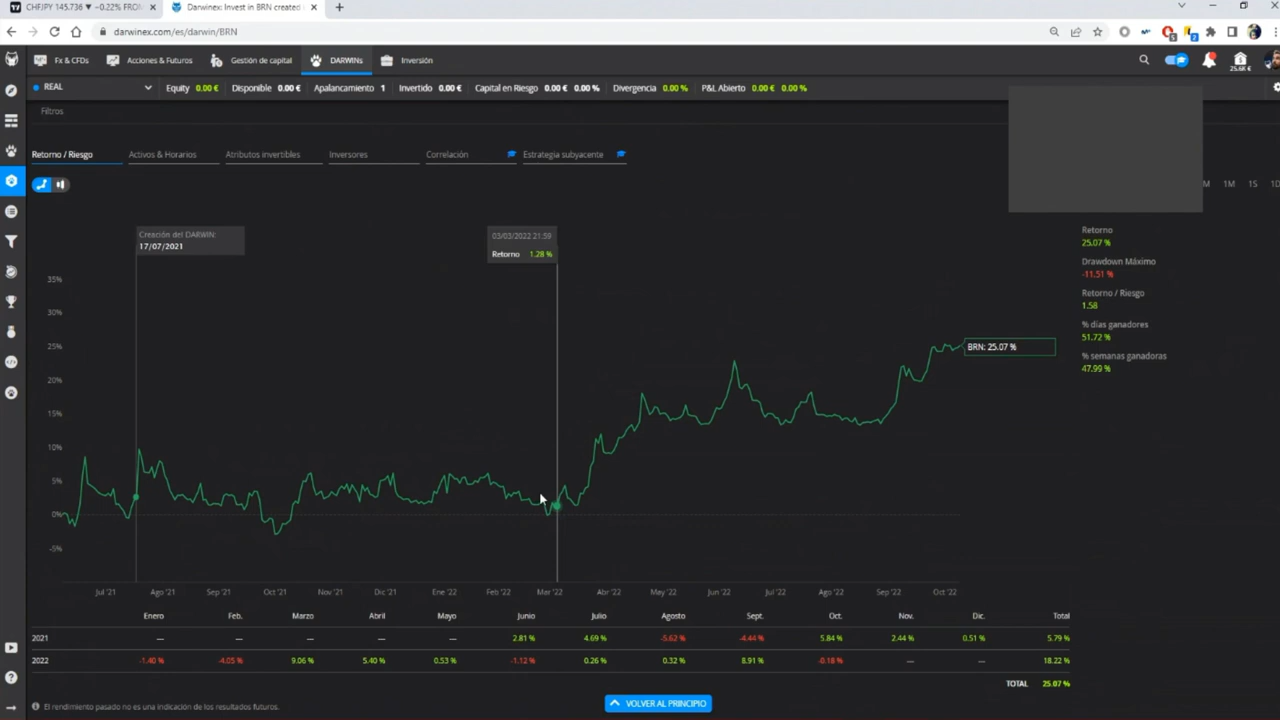 CHFJPY 145.736 ▼ −0.22% FROM
Darwinex: Invest in BRN created
darwinex.com/es/darwin/BRN
Fx & CFDs Acciones & Futuros Gestión de capital DARWINs Inversión
25.6K €
REAL Equity 0.00 € Disponible 0.00 € Apalancamiento 1 Invertido 0.00 € Capital en Riesgo 0.00 € 0.00 % Divergencia 0.00 % P&L Abierto 0.00 € 0.00 %
Filtros
Retorno / Riesgo Activos & Horarios Atributos invertibles Inversores Correlación Estrategia subyacente
M 1M 1S 1D
Creación del DARWIN:
17/07/2021
03/03/2022 21:59
Retorno 1.28 %
Retorno
25.07 %
Drawdown Máximo
-11.51 %
Retorno / Riesgo
1.58
% días ganadores
51.72 %
% semanas ganadoras
47.99 %
35%
30%
25%
20%
15%
10%
5%
0%
-5%
BRN: 25.07 %
Jul '21 Ago '21 Sep '21 Oct '21 Nov '21 Dic '21 Ene '22 Feb '22 Mar '22 Abr '22 May '22 Jun '22 Jul '22 Ago '22 Sep '22 Oct '22
Enero Feb. Marzo Abril Mayo Junio Julio Agosto Sept. Oct. Nov. Dic. Total
2021 — — — — — 2.81 % 4.69 % -5.62 % -4.44 % 5.84 % 2.44 % 0.51 % 5.79 %
2022 -1.40 % -4.05 % 9.06 % 5.40 % 0.53 % -1.12 % 0.26 % 0.32 % 8.91 % -0.18 % — — 18.22 %
TOTAL 25.07 %
VOLVER AL PRINCIPIO
El rendimiento pasado no es una indicación de los resultados futuros.